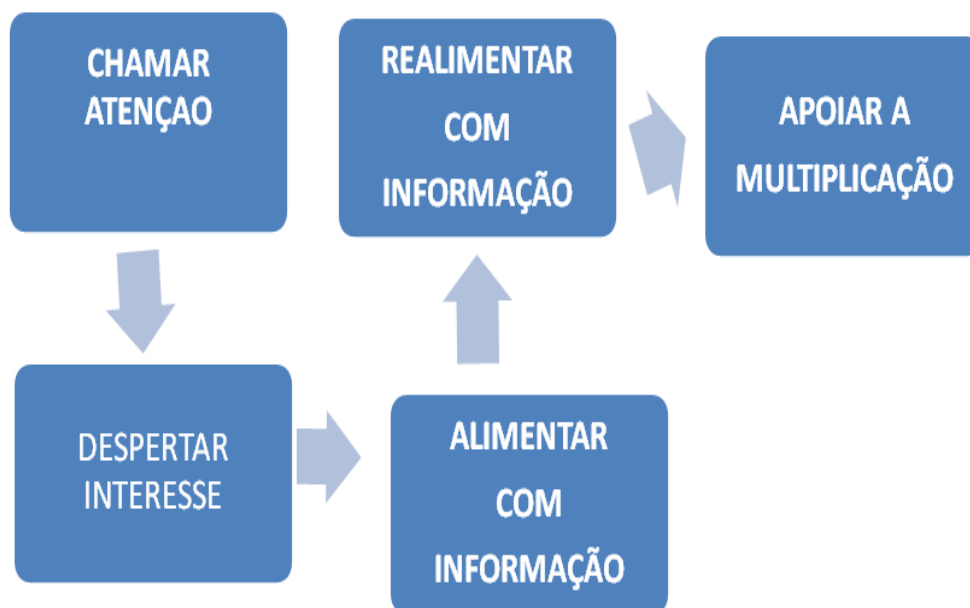 CHAMAR
ATENÇAO
DESPERTAR
INTERESSE
ALIMENTAR
COM
INFORMAÇÃO
REALIMENTAR
COM
INFORMAÇÃO
APOIAR A
MULTIPLICAÇÃO